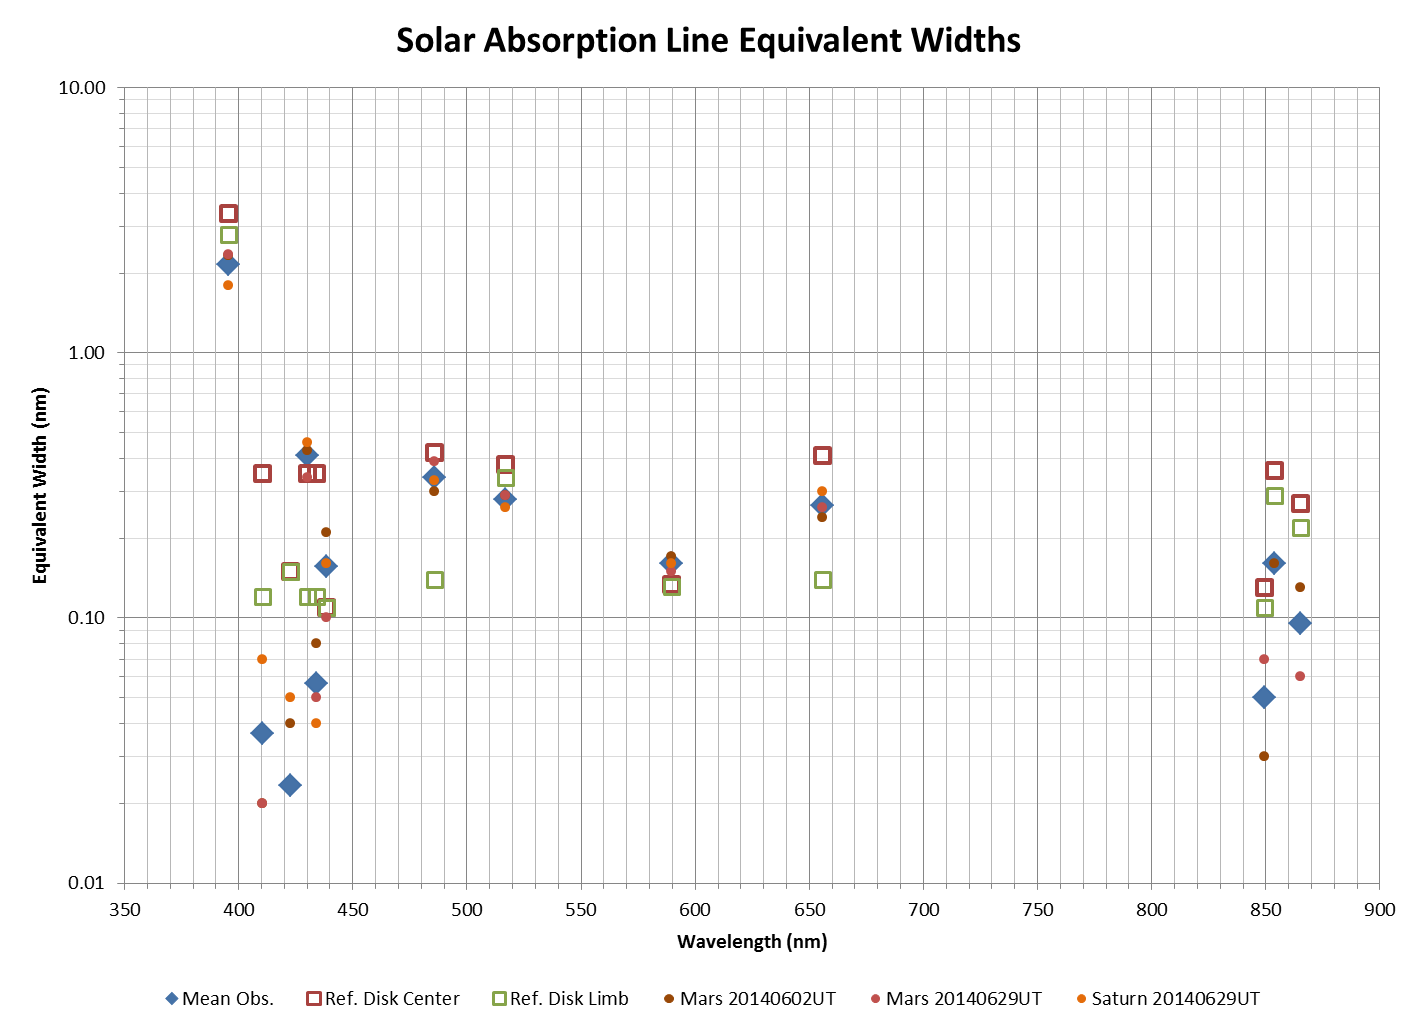 Solar Absorption Line Equivalent Widths
10.00
1.00
0.10
0.01
Equivalent Width (nm)
350 400 450 500 550 600 650 700 750 800 850 900
Wavelength (nm)
Mean Obs. Ref. Disk Center Ref. Disk Limb Mars 20140602UT Mars 20140629UT Saturn 20140629UT